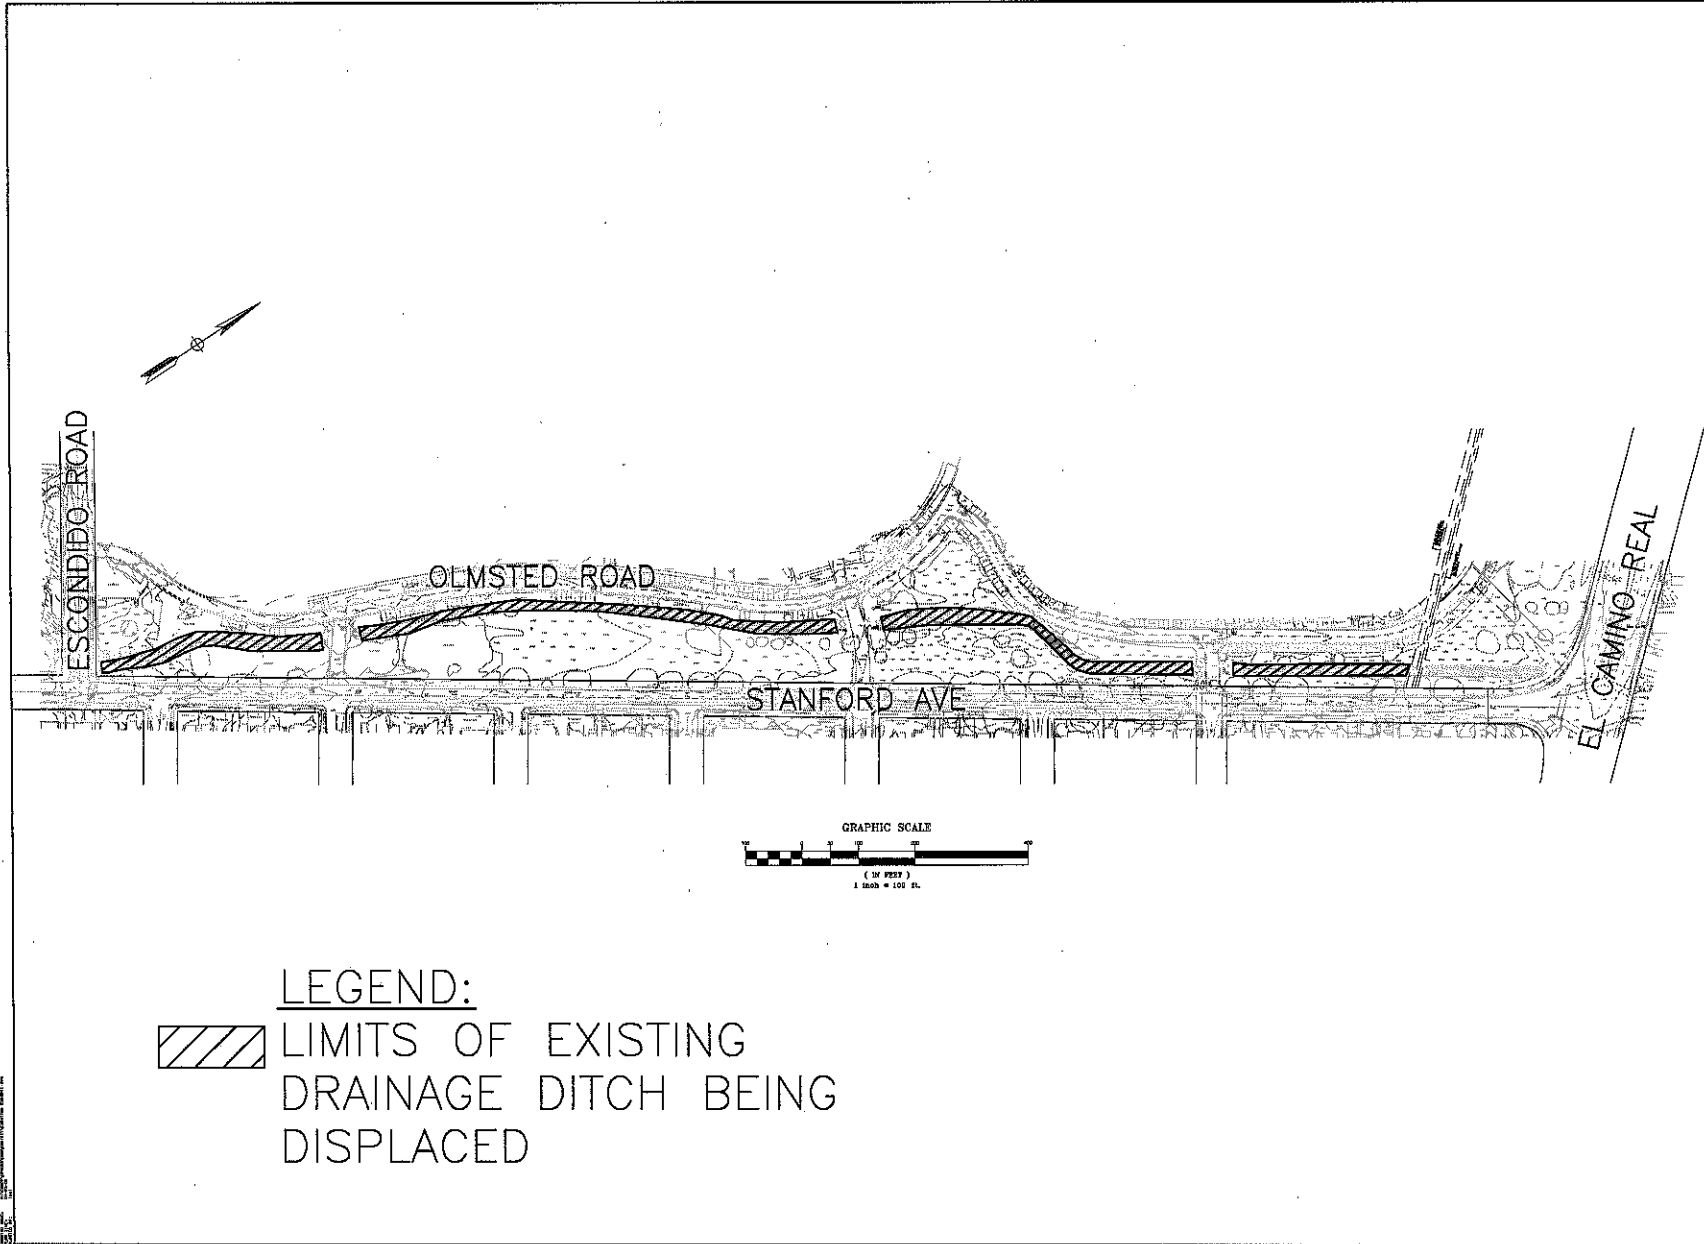 ESCONDIDO ROAD
OLMSTED ROAD
STANFORD AVE
EL CAMINO REAL
GRAPHIC SCALE
( IN FEET )
1 inch = 100 ft.
LEGEND:
LIMITS OF EXISTING
DRAINAGE DITCH BEING
DISPLACED